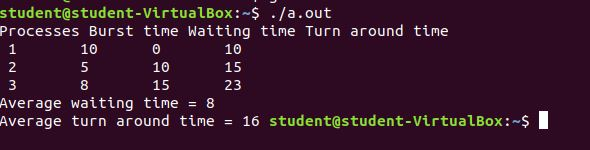 student@student-VirtualBox:~$ ./a.out
Processes Burst time Waiting time Turn around time
1 10 0 10
2 5 10 15
3 8 15 23
Average waiting time = 8
Average turn around time = 16 student@student-VirtualBox:~$